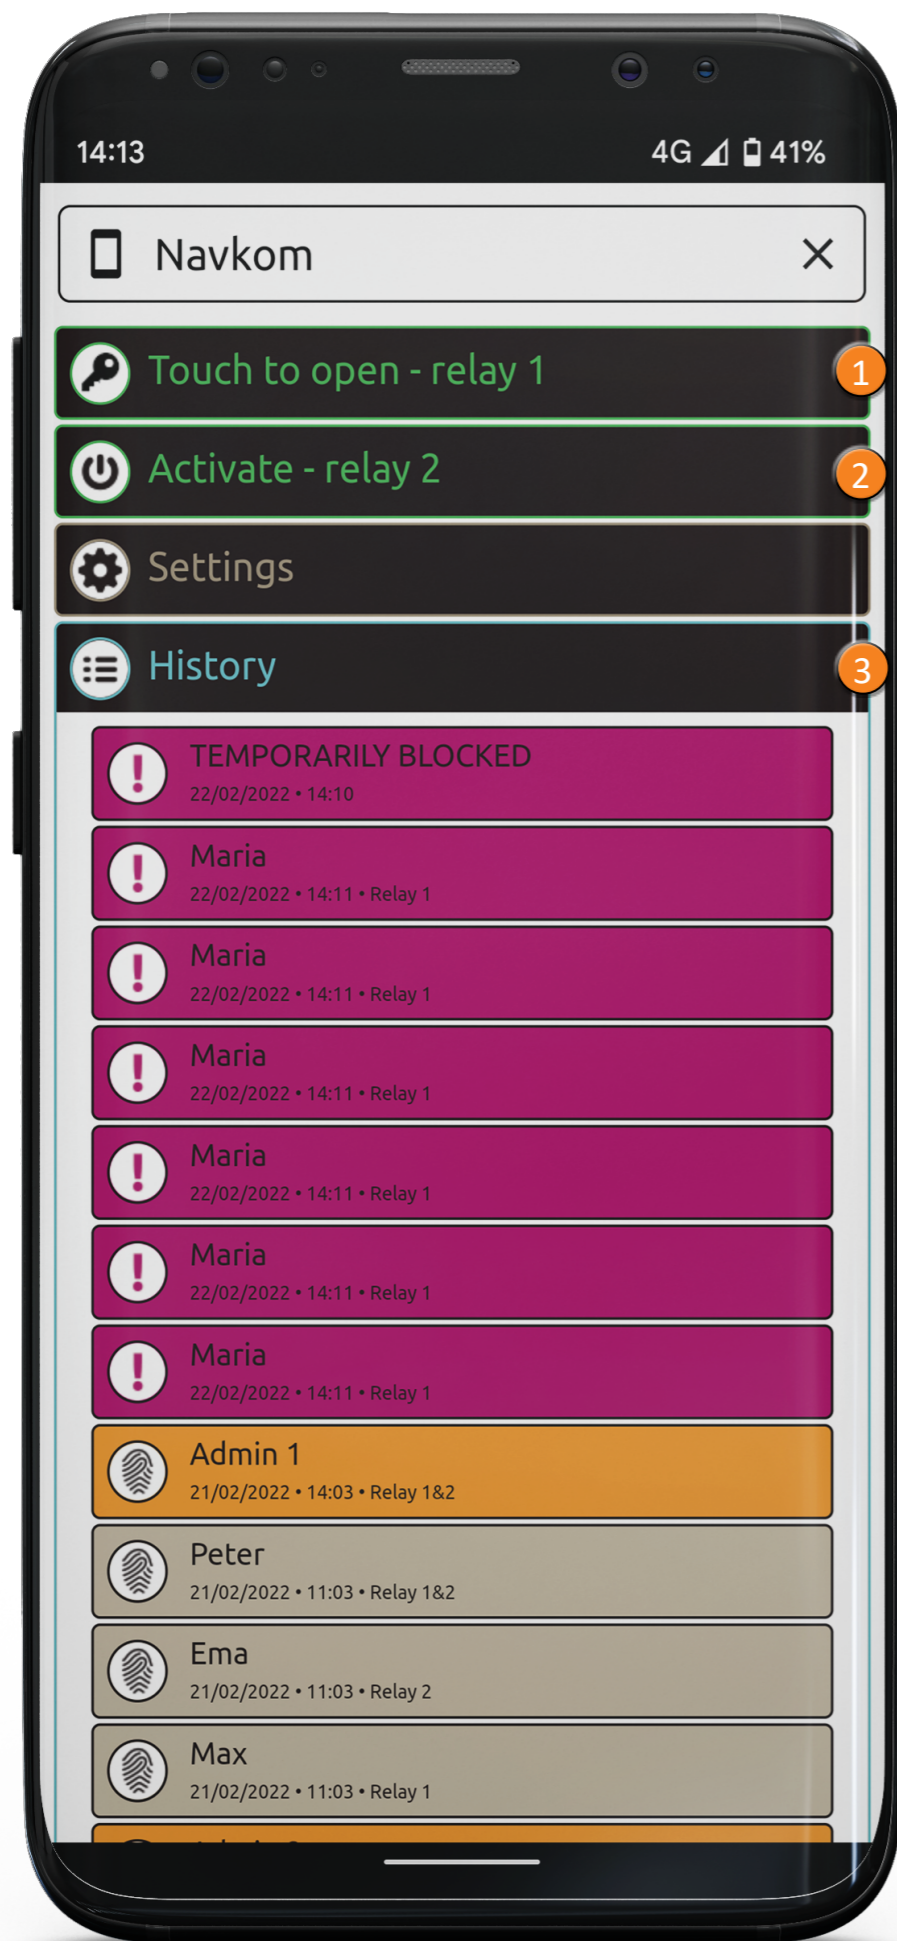 14:13 4G 41%
Navkom
Touch to open - relay 1 1
Activate - relay 2 2
Settings
History 3
TEMPORARILY BLOCKED
22/02/2022 • 14:10
Maria
22/02/2022 • 14:11 • Relay 1
Maria
22/02/2022 • 14:11 • Relay 1
Maria
22/02/2022 • 14:11 • Relay 1
Maria
22/02/2022 • 14:11 • Relay 1
Maria
22/02/2022 • 14:11 • Relay 1
Maria
22/02/2022 • 14:11 • Relay 1
Admin 1
21/02/2022 • 14:03 • Relay 1&2
Peter
21/02/2022 • 11:03 • Relay 1&2
Ema
21/02/2022 • 11:03 • Relay 2
Max
21/02/2022 • 11:03 • Relay 1